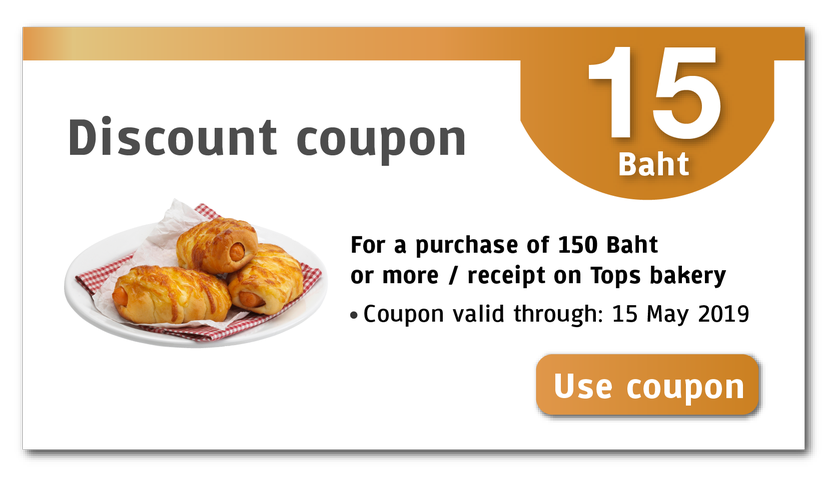 15
Baht
Discount coupon
For a purchase of 150 Baht
or more / receipt on Tops bakery
• Coupon valid through: 15 May 2019
Use coupon